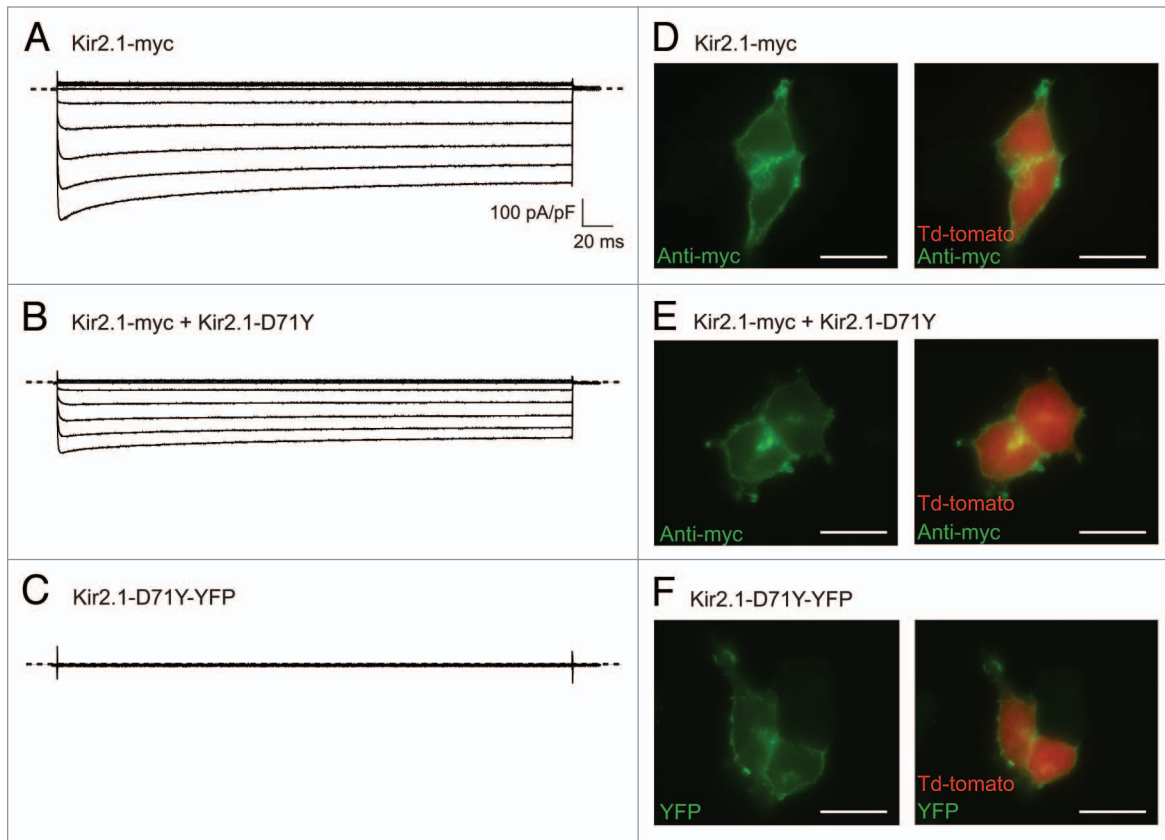 A Kir2.1-myc
100 pA/pF
20 ms
B Kir2.1-myc + Kir2.1-D71Y
C Kir2.1-D71Y-YFP
D Kir2.1-myc
Anti-myc
Td-tomato
Anti-myc
E Kir2.1-myc + Kir2.1-D71Y
Anti-myc
Td-tomato
Anti-myc
F Kir2.1-D71Y-YFP
YFP
Td-tomato
YFP